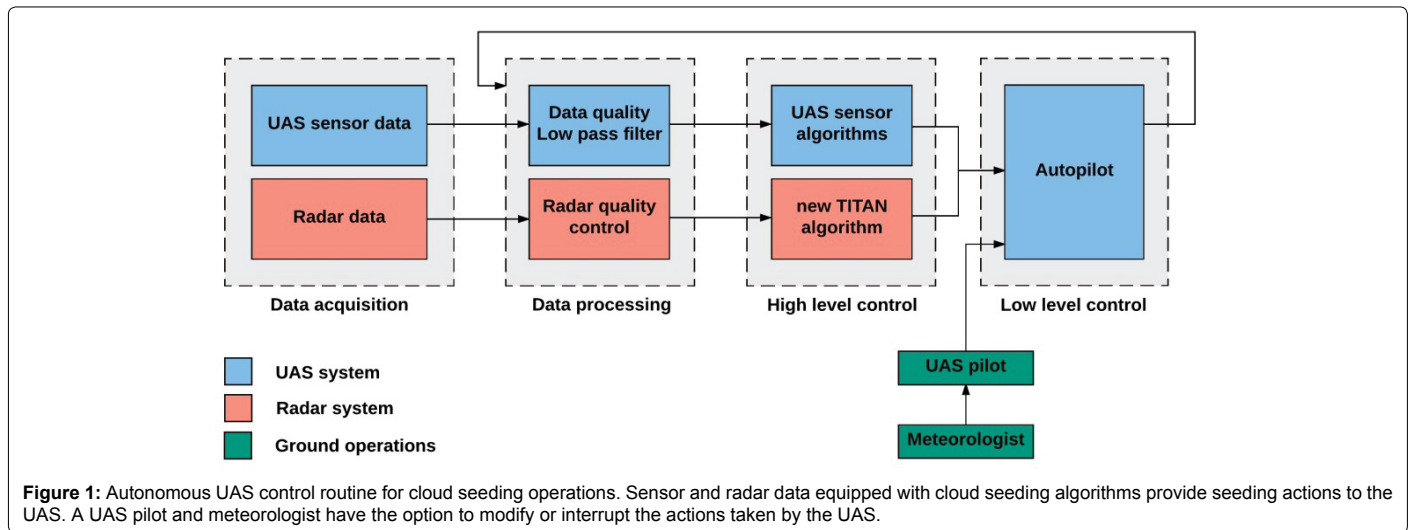 UAS sensor data
Data quality
Low pass filter
UAS sensor
algorithms
Autopilot
Radar data
Radar quality
control
new TITAN
algorithm
Data acquisition
Data processing
High level control
Low level control
UAS system
Radar system
Ground operations
UAS pilot
Meteorologist
Figure 1: Autonomous UAS control routine for cloud seeding operations. Sensor and radar data equipped with cloud seeding algorithms provide seeding actions to the
UAS. A UAS pilot and meteorologist have the option to modify or interrupt the actions taken by the UAS.